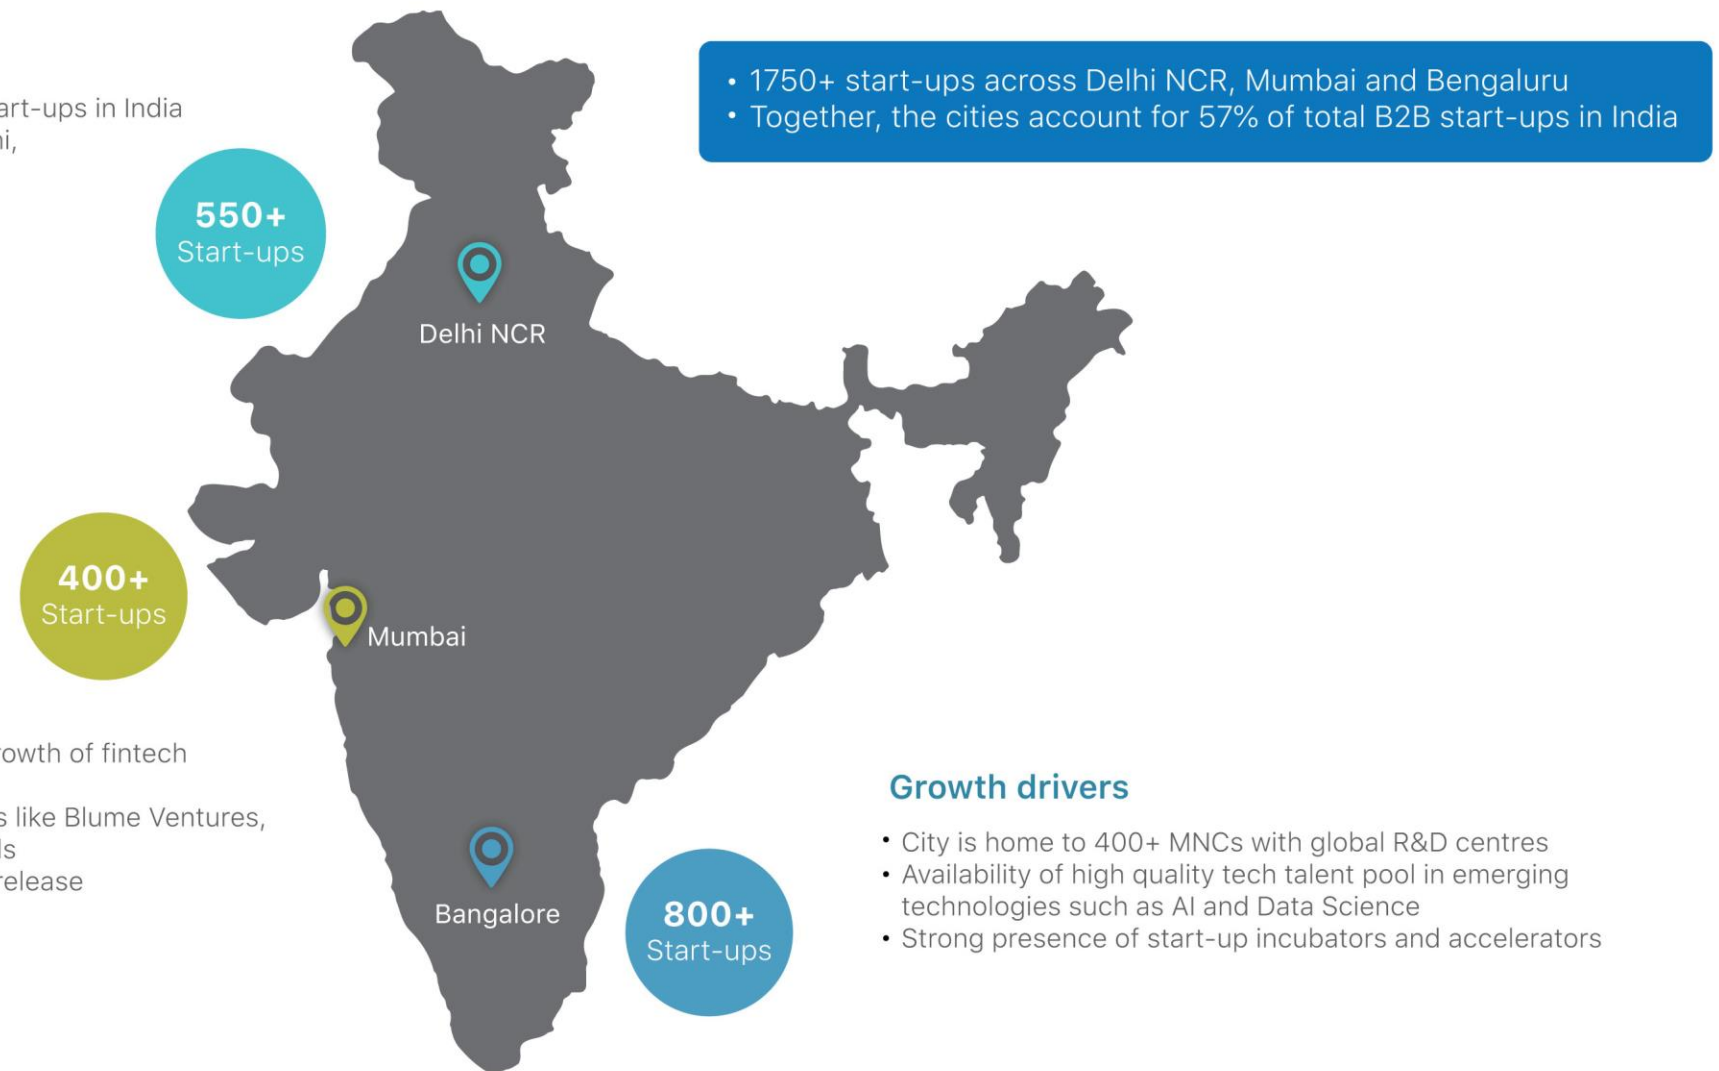 • 1750+ start-ups across Delhi NCR, Mumbai and Bengaluru
• Together, the cities account for 57% of total B2B start-ups in India
art-ups in India
ni,
550+
Start-ups
Delhi NCR
400+
Start-ups
Mumbai
owth of fintech
s like Blume Ventures,
ls
release
Bangalore
800+
Start-ups
Growth drivers
• City is home to 400+ MNCs with global R&D centres
• Availability of high quality tech talent pool in emerging
technologies such as AI and Data Science
• Strong presence of start-up incubators and accelerators